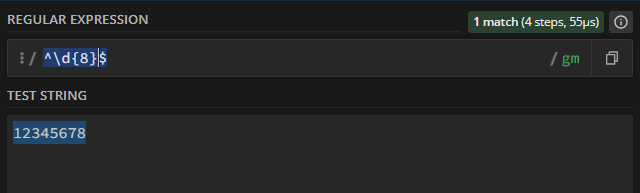 REGULAR EXPRESSION
1 match (4 steps, 55μs)
/ ^\d{8}$ / gm
TEST STRING
12345678